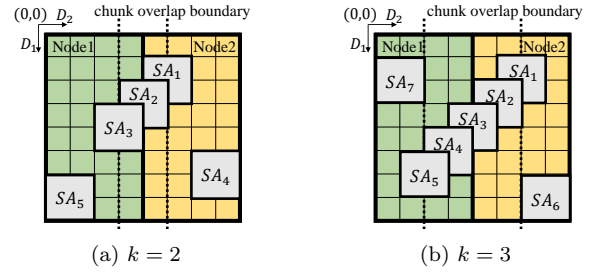 (0,0) D₂ chunk overlap boundary
D₁ Node1 Node2
SA₁
SA₂
SA₃
SA₄
SA₅
(a) k = 2
(0,0) D₂ chunk overlap boundary
D₁ Node1 Node2
SA₁
SA₇
SA₂
SA₃
SA₄
SA₅
SA₆
(b) k = 3